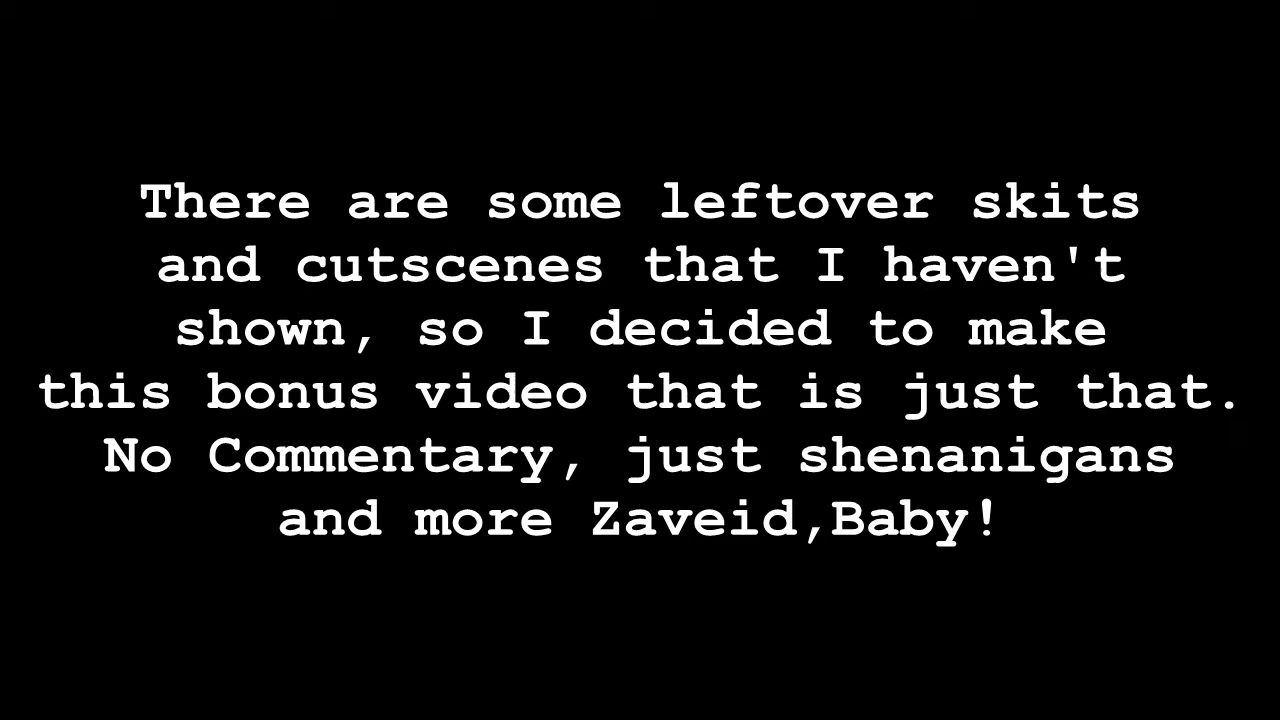 There are some leftover skits
and cutscenes that I haven't
shown, so I decided to make
this bonus video that is just that.
No Commentary, just shenanigans
and more Zaveid,Baby!